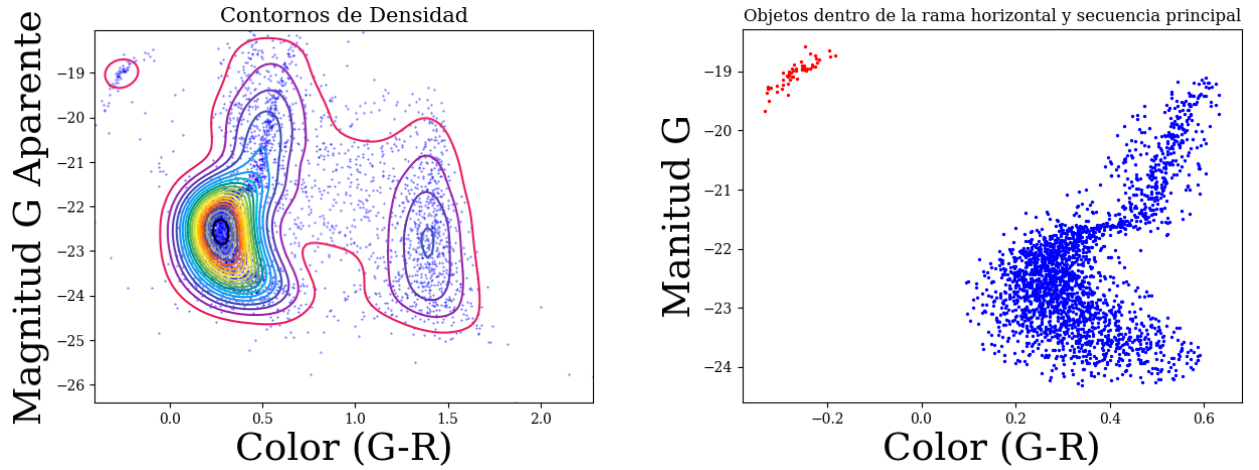 Contornos de Densidad
Magnitud G Aparente
−19
−20
−21
−22
−23
−24
−25
−26
0.0 0.5 1.0 1.5 2.0
Color (G-R)
Objetos dentro de la rama horizontal y secuencia principal
Manitud G
−19
−20
−21
−22
−23
−24
−0.2 0.0 0.2 0.4 0.6
Color (G-R)